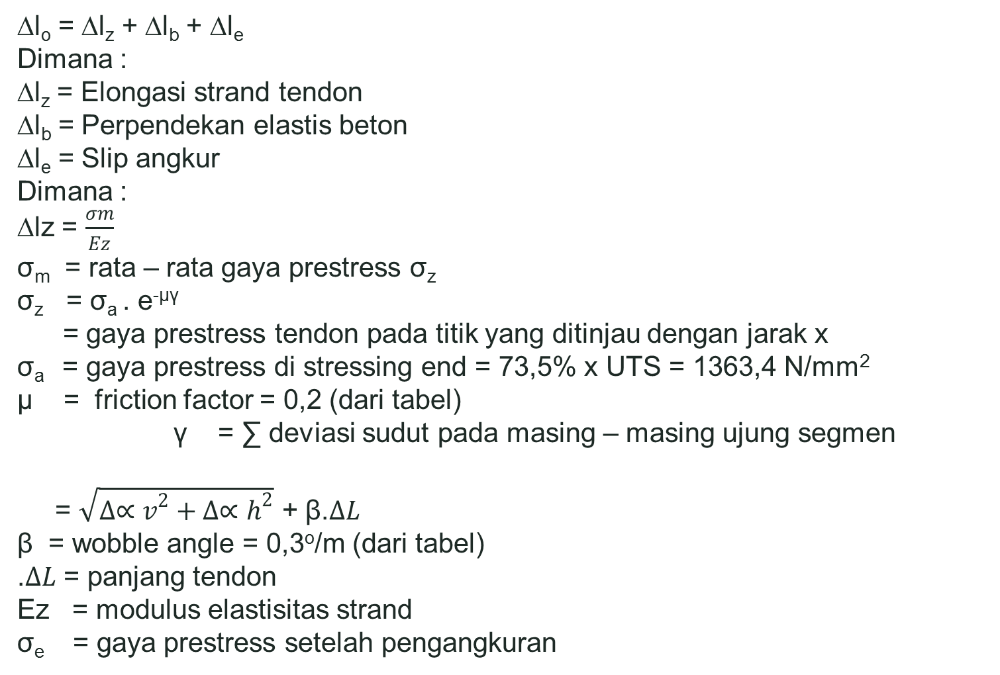 Δl₀ = Δl_z + Δl_b + Δl_e
Dimana :
Δl_z = Elongasi strand tendon
Δl_b = Perpendekan elastis beton
Δl_e = Slip angkur
Dimana :
Δlz = σm/Ez
σ_m = rata – rata gaya prestress σ_z
σ_z = σ_a . e^-μγ
= gaya prestress tendon pada titik yang ditinjau dengan jarak x
σ_a = gaya prestress di stressing end = 73,5% x UTS = 1363,4 N/mm²
μ = friction factor = 0,2 (dari tabel)
γ = ∑ deviasi sudut pada masing – masing ujung segmen
= √(Δ∝ v² + Δ∝ h²) + β.ΔL
β = wobble angle = 0,3º/m (dari tabel)
.ΔL = panjang tendon
Ez = modulus elastisitas strand
σ_e = gaya prestress setelah pengangkuran